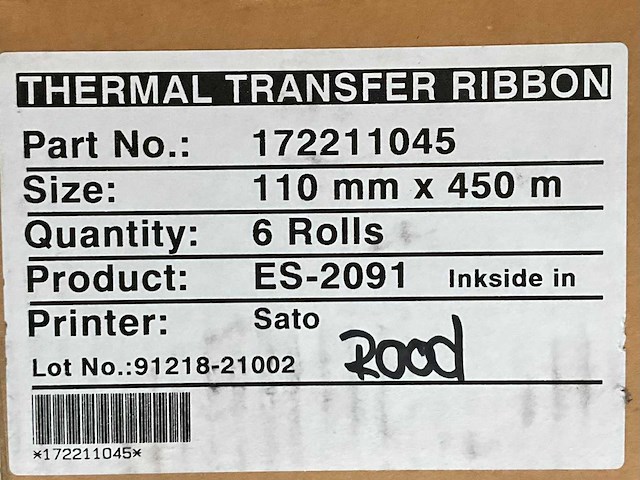 THERMAL TRANSFER RIBBON
Part No.: 172211045
Size: 110 mm x 450 m
Quantity: 6 Rolls
Product: ES-2091 Inkside in
Printer: Sato
Lot No.:91218-21002 Rood
*172211045*